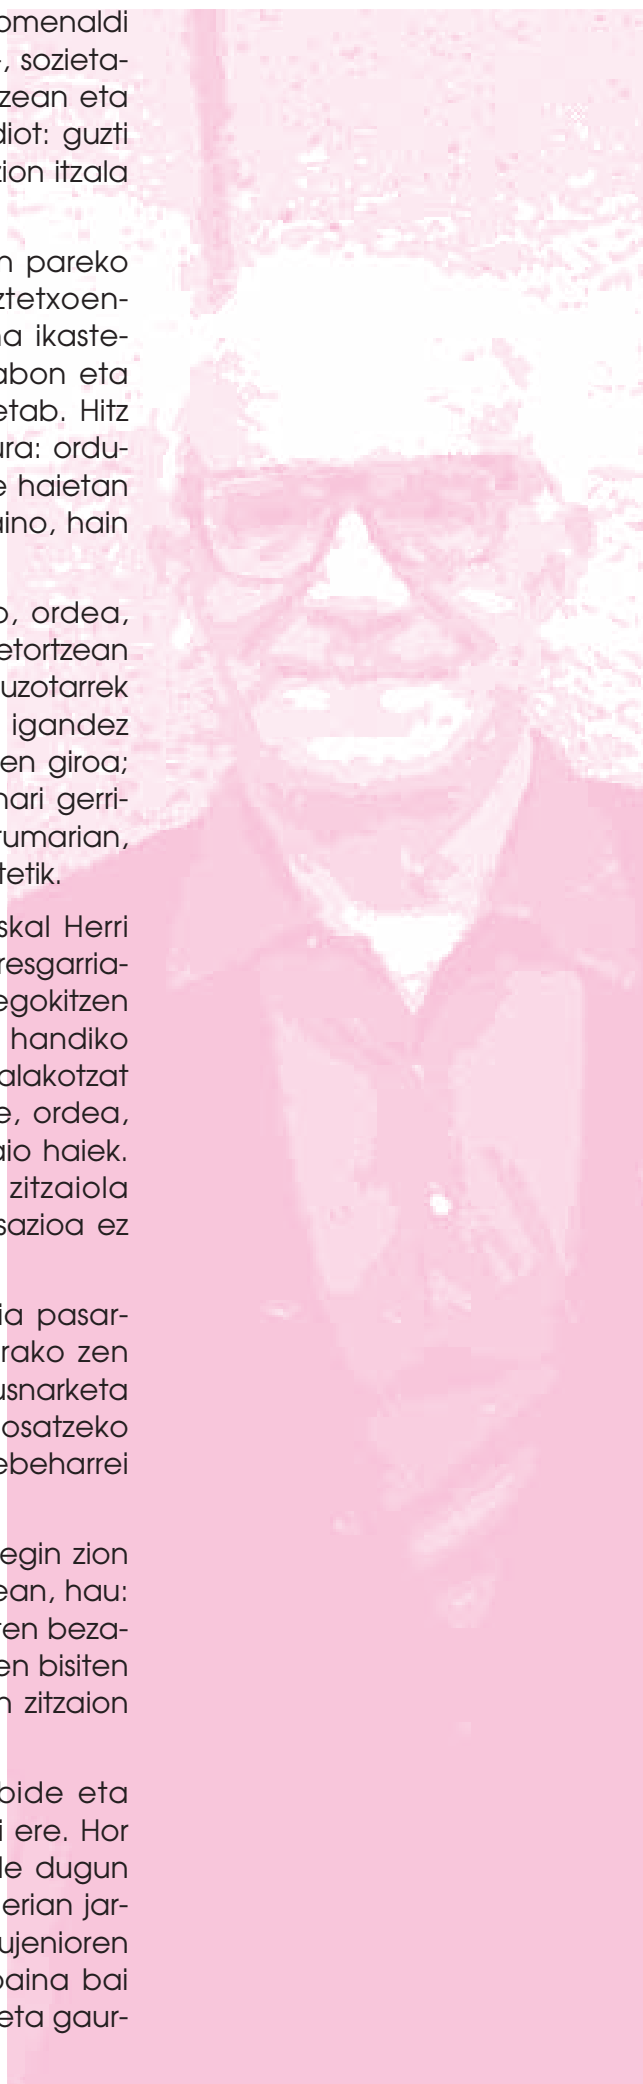 omenaldi
, sozieta-
zean eta
diot: guzti
zion itzala
n pareko
ztetxoen-
na ikaste-
abon eta
etab. Hitz
ura: ordu-
e haietan
aino, hain
o, ordea,
etortzean
uzotarrek
igandez
en giroa;
nari gerri-
rumarian,
tetik.
skal Herri
resgarria-
egokitzen
handiko
alakotzat
e, ordea,
aio haiek.
zitzaiola
sazioa ez
ia pasar-
rako zen
usnarketa
osatzeko
ebeharrei
egin zion
ean, hau:
ten beza-
en bisiten
n zitzaion
bide eta
i ere. Hor
le dugun
erian jar-
ujenioren
baina bai
eta gaur-